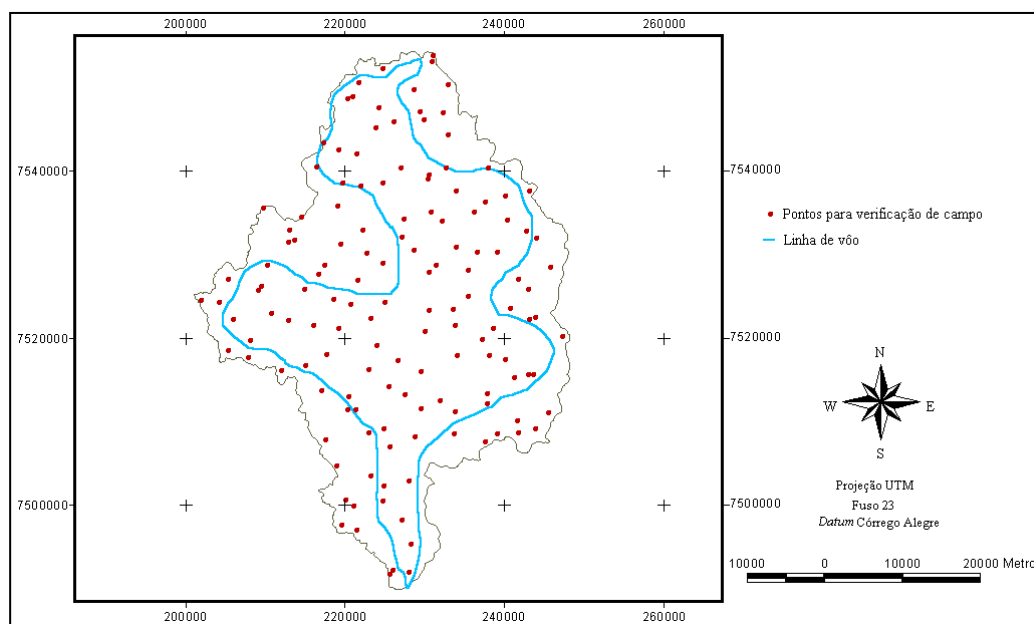 200000 220000 240000 260000
7540000 7540000
Pontos para verificação de campo
Linha de vôo
7520000 7520000
N
W E
S
7500000 7500000
Projeção UTM
Fuso 23
Datum Córrego Alegre
10000 0 10000 20000 Metro
200000 220000 240000 260000